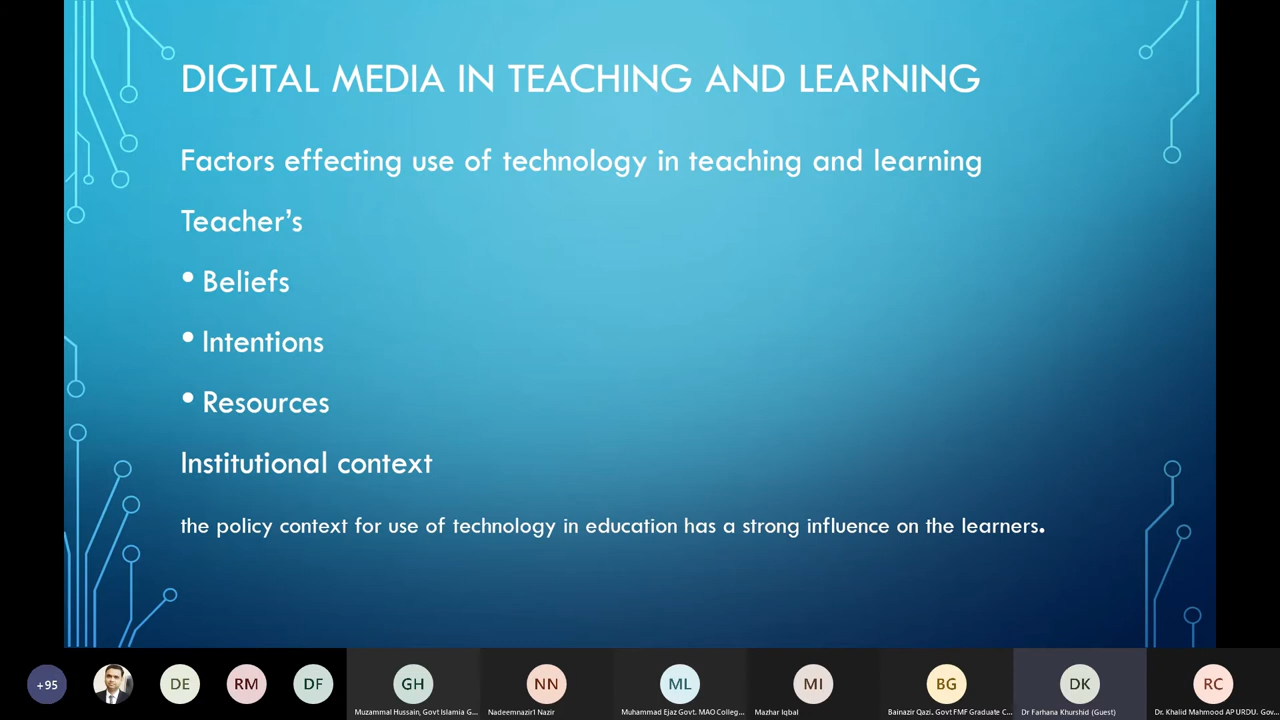 DIGITAL MEDIA IN TEACHING AND LEARNING
Factors effecting use of technology in teaching and learning
Teacher’s
• Beliefs
• Intentions
• Resources
Institutional context
the policy context for use of technology in education has a strong influence on the learners.
+95
DE
RM
DF
GH
NN
ML
MI
BG
DK
RC
Muzammal Hussain, Govt Islamia G...
Nadeemnazir1 Nazir
Muhammad Ejaz Govt. MAO Colleg...
Mazhar Iqbal
Bainazir Qazi. Govt FMF Graduate C...
Dr Farhana Khurshid (Guest)
Dr. Khalid Mahmood AP URDU. Gov...